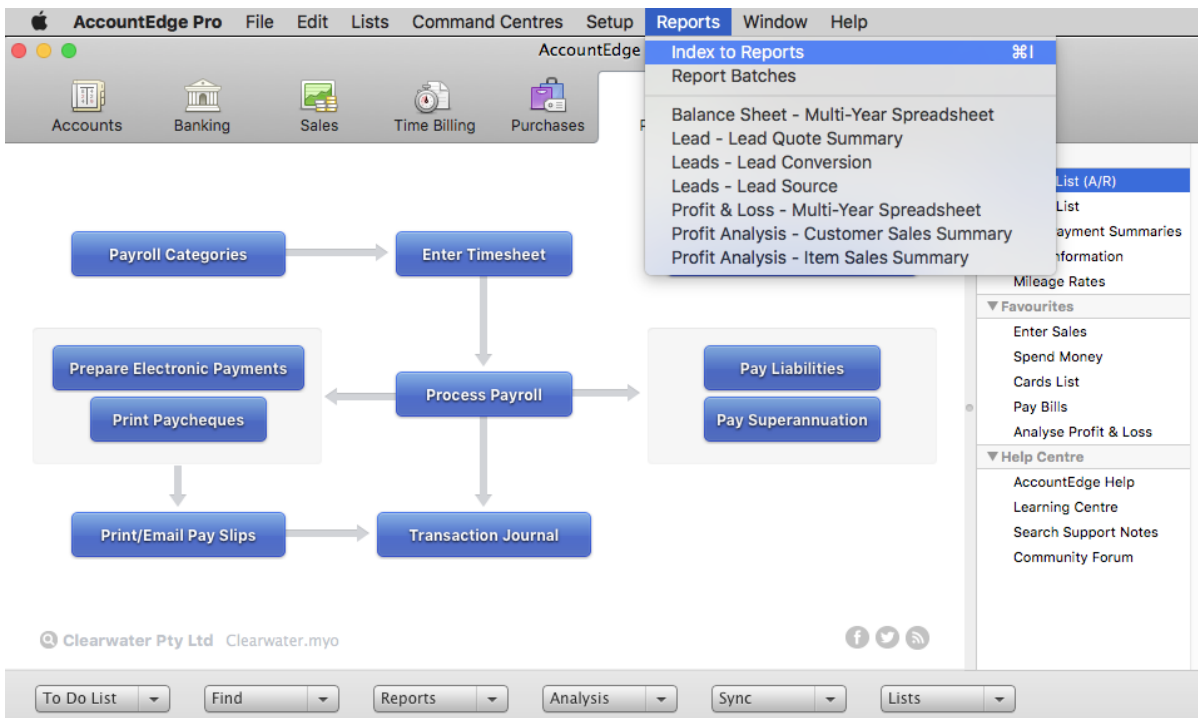 AccountEdge Pro File Edit Lists Command Centres Setup Reports Window Help
AccountEdge
Index to Reports ⌘I
Report Batches
Balance Sheet - Multi-Year Spreadsheet
Lead - Lead Quote Summary
Leads - Lead Conversion
Leads - Lead Source
Profit & Loss - Multi-Year Spreadsheet
Profit Analysis - Customer Sales Summary
Profit Analysis - Item Sales Summary
Accounts Banking Sales Time Billing Purchases
List (A/R)
List
ayment Summaries
nformation
Mileage Rates
Favourites
Enter Sales
Spend Money
Cards List
Pay Bills
Analyse Profit & Loss
Help Centre
AccountEdge Help
Learning Centre
Search Support Notes
Community Forum
Payroll Categories
Enter Timesheet
Prepare Electronic Payments
Print Paycheques
Process Payroll
Pay Liabilities
Pay Superannuation
Print/Email Pay Slips
Transaction Journal
Clearwater Pty Ltd Clearwater.myo
To Do List Find Reports Analysis Sync Lists